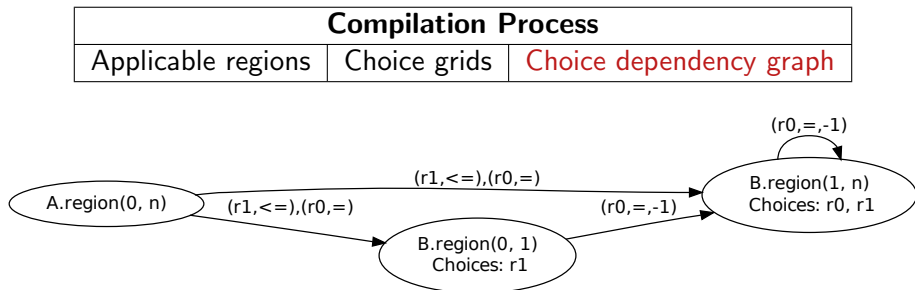 Compilation Process
Applicable regions Choice grids Choice dependency graph
(r0,=,-1)
(r1,<=),(r0,=)
B.region(1, n)
Choices: r0, r1
A.region(0, n)
(r1,<=),(r0,=)
(r0,=,-1)
B.region(0, 1)
Choices: r1